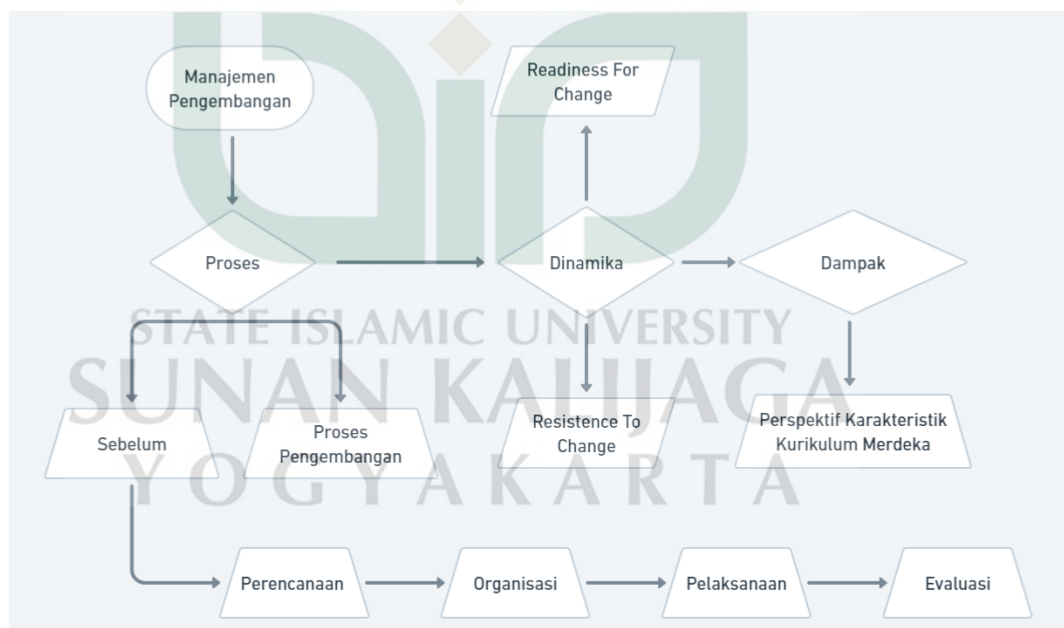 Manajemen
Pengembangan
Readiness For
Change
Proses
Dinamika
Dampak
STATE ISLAMIC UNIVERSITY
SUNAN KALIJAGA
YOGYAKARTA
Sebelum
Proses
Pengembangan
Resistence To
Change
Perspektif Karakteristik
Kurikulum Merdeka
Perencanaan
Organisasi
Pelaksanaan
Evaluasi